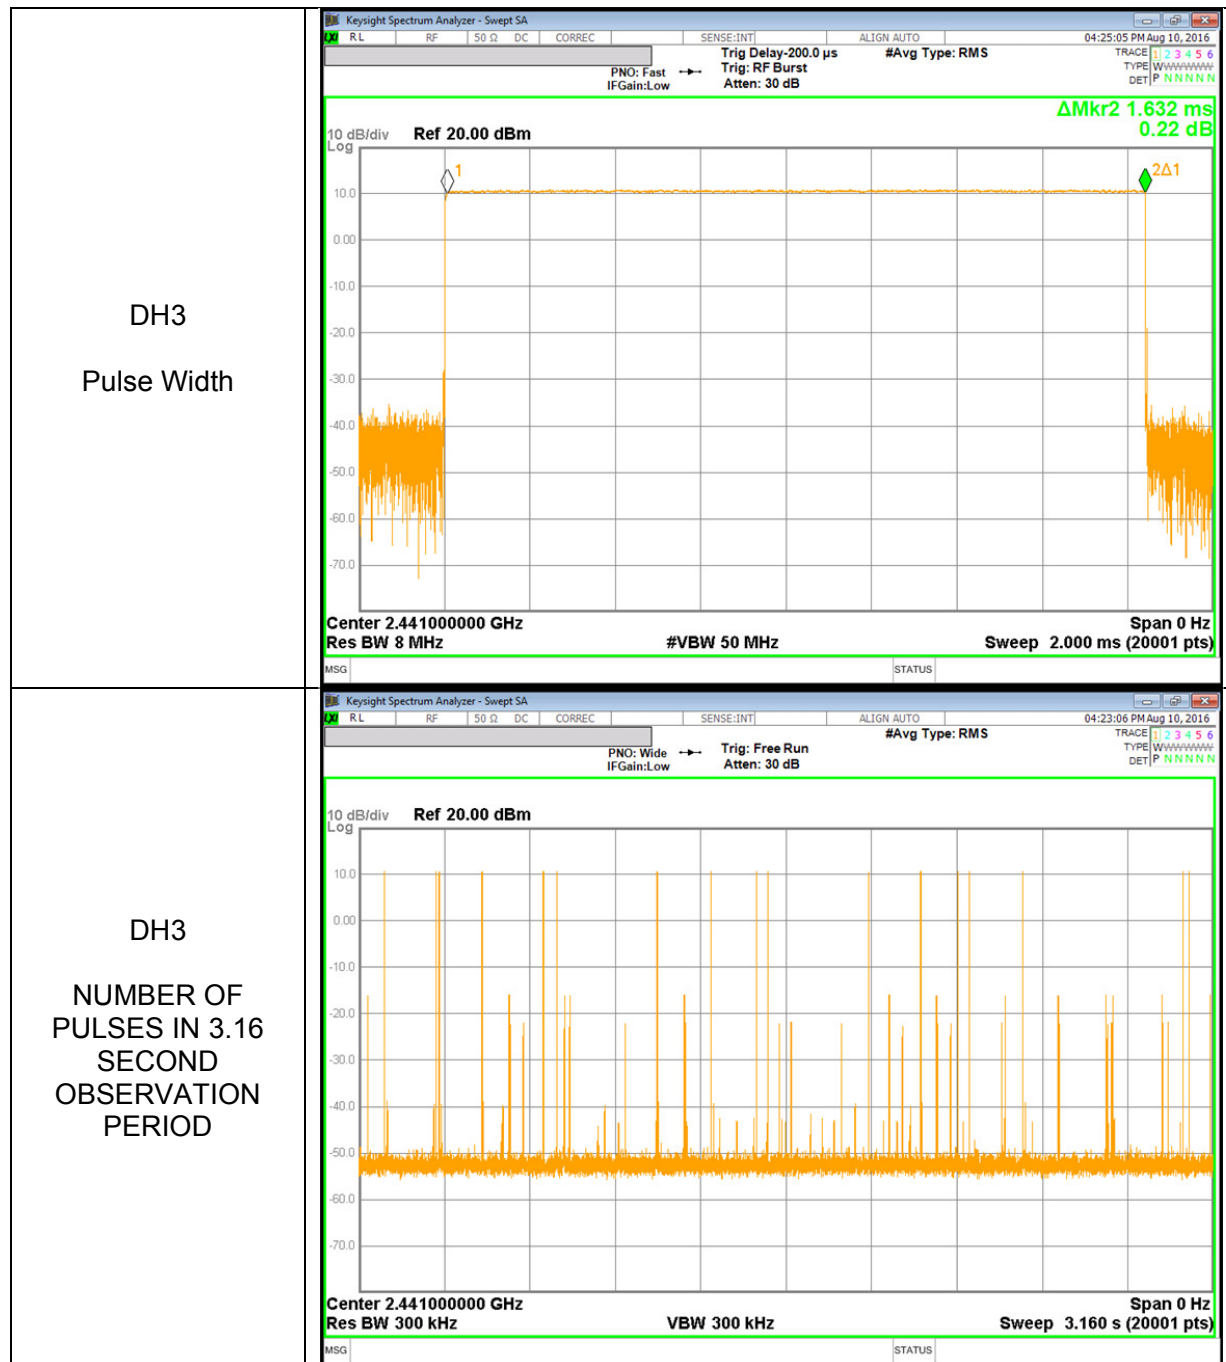 DH3
Pulse Width
Keysight Spectrum Analyzer - Swept SA
LXI RL RF 50 Ω DC CORREC SENSE:INT ALIGN AUTO 04:25:05 PM Aug 10, 2016
Trig Delay-200.0 µs #Avg Type: RMS TRACE 1 2 3 4 5 6
PNO: Fast Trig: RF Burst TYPE WWWWWW
IFGain:Low Atten: 30 dB DET P N N N N N
ΔMkr2 1.632 ms
0.22 dB
10 dB/div Ref 20.00 dBm
Log
1
2Δ1
10.0
0.00
-10.0
-20.0
-30.0
-40.0
-50.0
-60.0
-70.0
Center 2.441000000 GHz Span 0 Hz
Res BW 8 MHz #VBW 50 MHz Sweep 2.000 ms (20001 pts)
MSG STATUS
DH3
NUMBER OF
PULSES IN 3.16
SECOND
OBSERVATION
PERIOD
Keysight Spectrum Analyzer - Swept SA
LXI RL RF 50 Ω DC CORREC SENSE:INT ALIGN AUTO 04:23:06 PM Aug 10, 2016
#Avg Type: RMS TRACE 1 2 3 4 5 6
PNO: Wide Trig: Free Run TYPE WWWWWW
IFGain:Low Atten: 30 dB DET P N N N N N
10 dB/div Ref 20.00 dBm
Log
10.0
0.00
-10.0
-20.0
-30.0
-40.0
-50.0
-60.0
-70.0
Center 2.441000000 GHz Span 0 Hz
Res BW 300 kHz VBW 300 kHz Sweep 3.160 s (20001 pts)
MSG STATUS